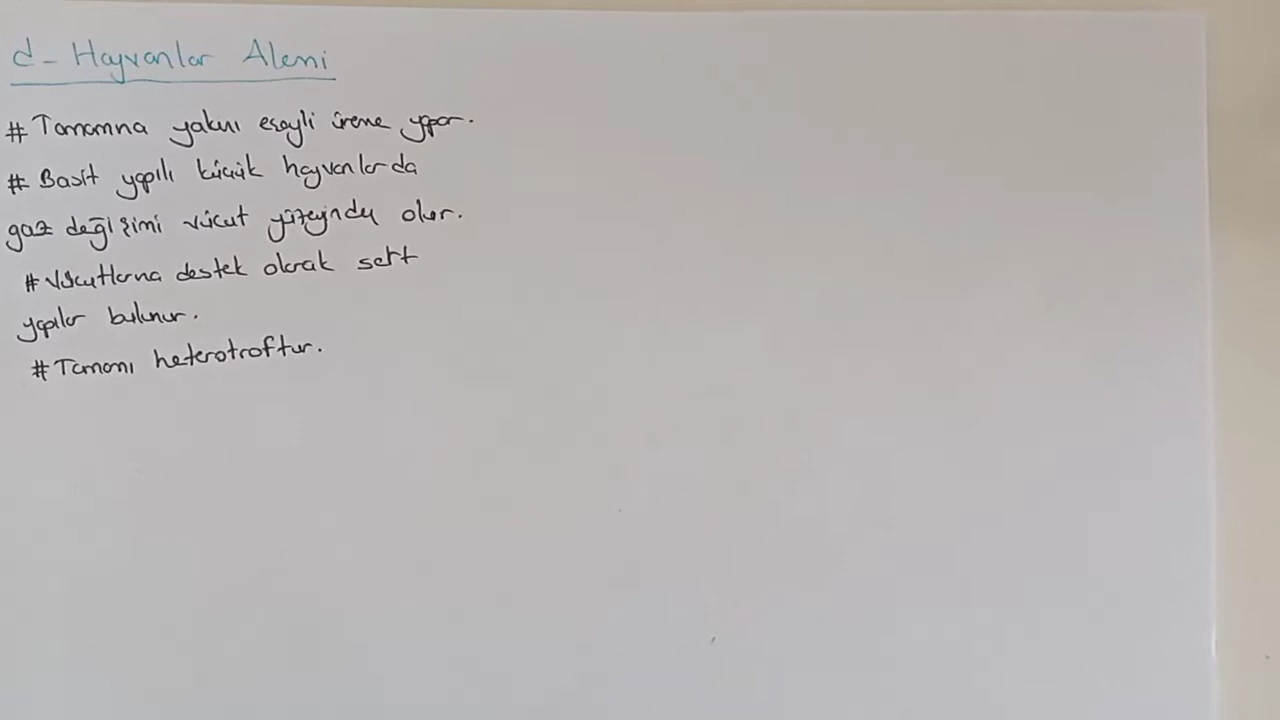 d- Hayvanlar Alemi
# Tamamına yakını eşeyli üreme yapar.
# Basit yapılı küçük hayvanlarda
gaz değişimi vücut yüzeyinden olur.
# Vücutlarına destek olarak sert
yapılar bulunur.
# Tamamı heterotroftur.